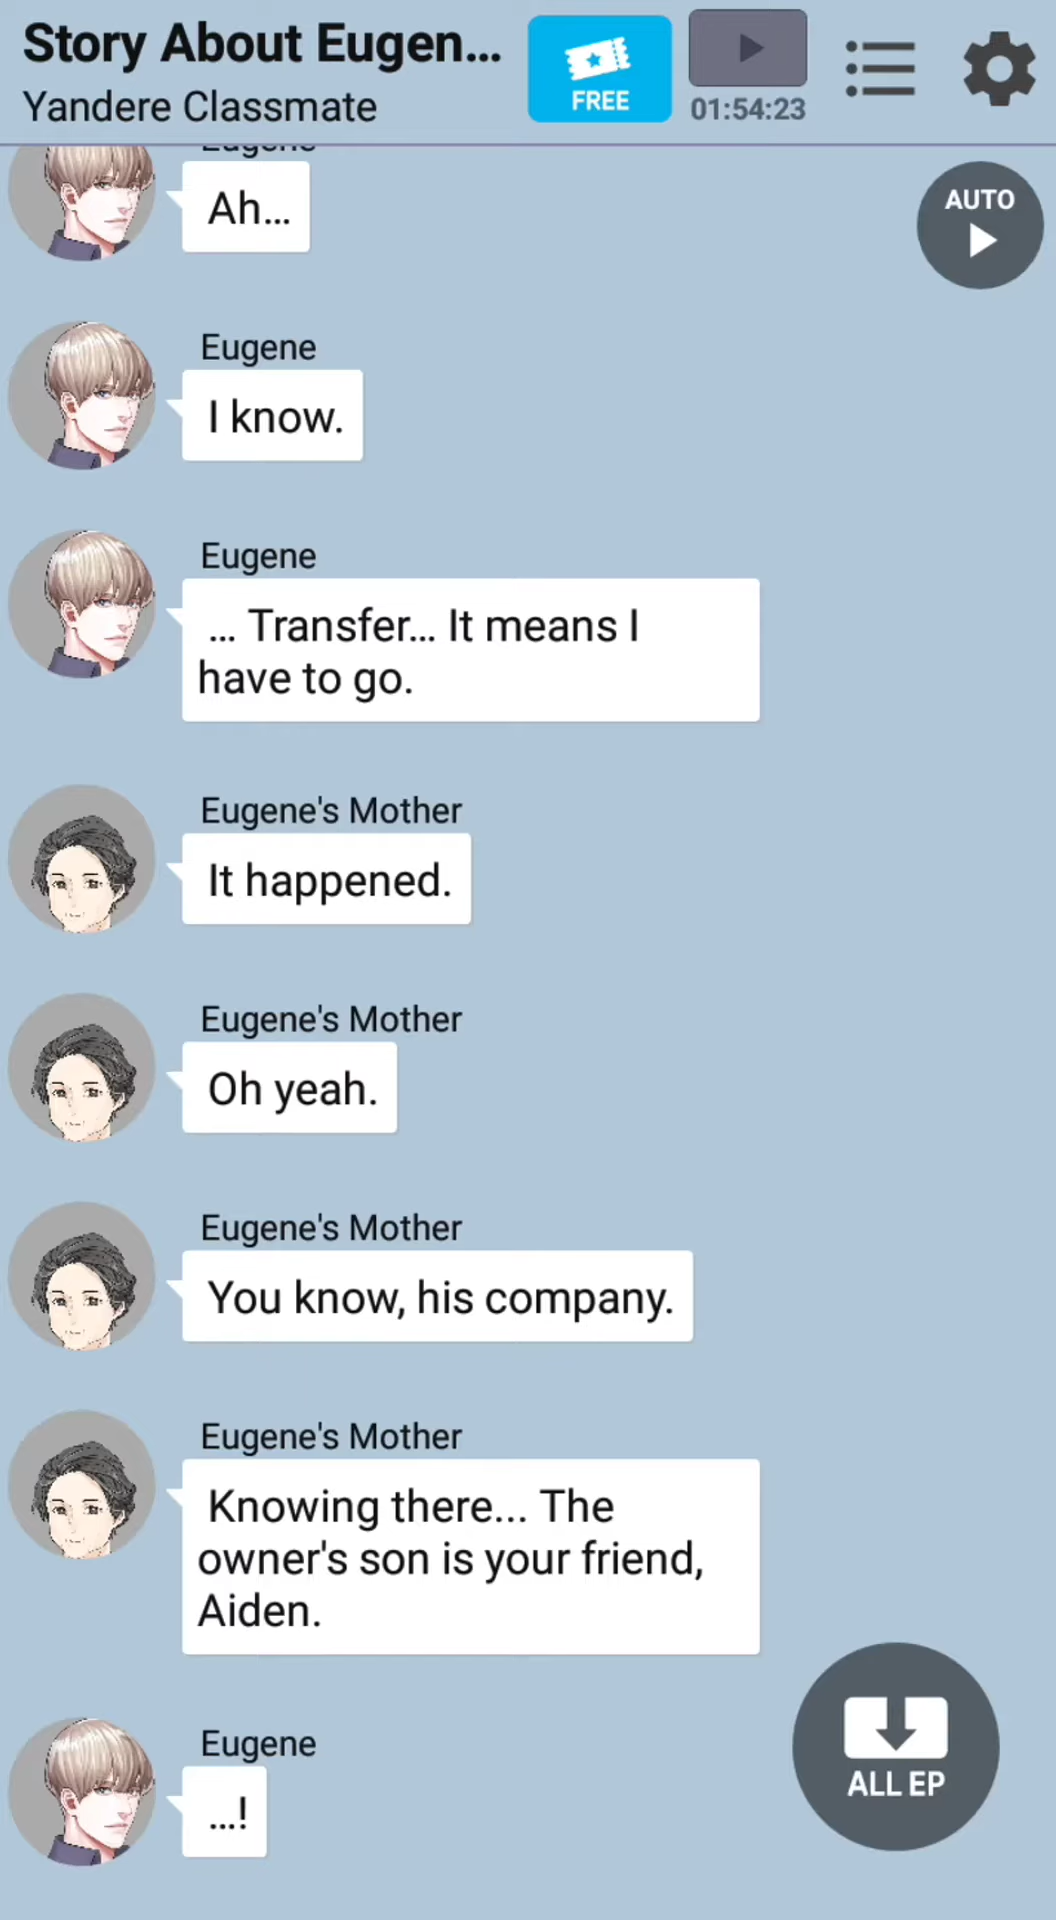 Story About Eugen...
Yandere Classmate
FREE
01:54:23
AUTO
Eugene
Ah...
Eugene
I know.
Eugene
... Transfer... It means I
have to go.
Eugene's Mother
It happened.
Eugene's Mother
Oh yeah.
Eugene's Mother
You know, his company.
Eugene's Mother
Knowing there... The
owner's son is your friend,
Aiden.
Eugene
...!
ALL EP